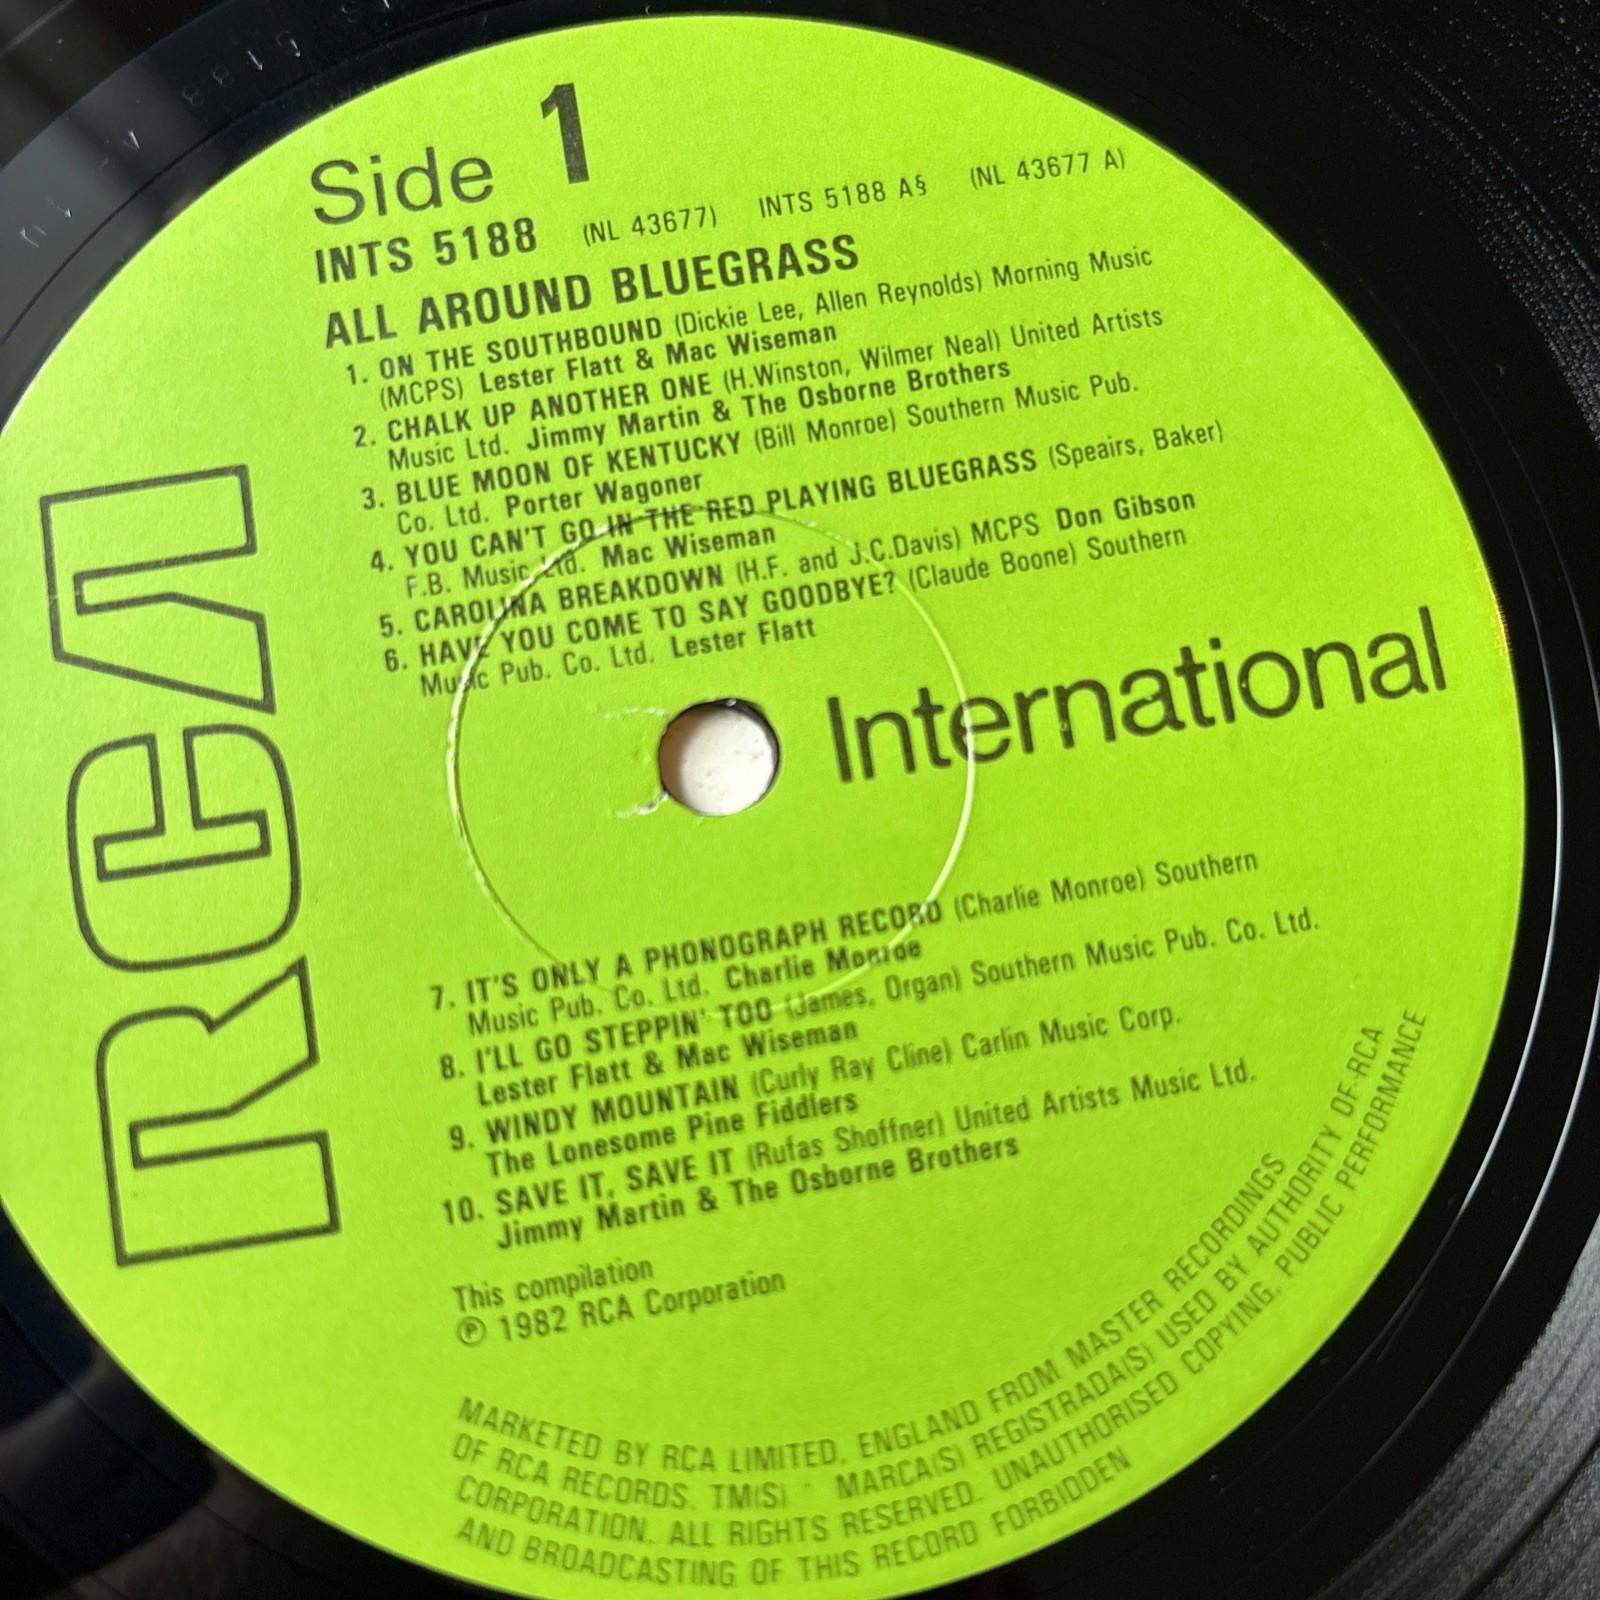 Side 1
INTS 5188 (NL 43677) INTS 5188 A§ (NL 43677 A)
ALL AROUND BLUEGRASS
1. ON THE SOUTHBOUND (Dickie Lee, Allen Reynolds) Morning Music
(MCPS) Lester Flatt & Mac Wiseman
2. CHALK UP ANOTHER ONE (H.Winston, Wilmer Neal) United Artists
Music Ltd. Jimmy Martin & The Osborne Brothers
3. BLUE MOON OF KENTUCKY (Bill Monroe) Southern Music Pub.
Co. Ltd. Porter Wagoner
4. YOU CAN'T GO IN THE RED PLAYING BLUEGRASS (Speairs, Baker)
F.B. Music Ltd. Mac Wiseman
5. CAROLINA BREAKDOWN (H.F. and J.C.Davis) MCPS Don Gibson
6. HAVE YOU COME TO SAY GOODBYE? (Claude Boone) Southern
Music Pub. Co. Ltd. Lester Flatt
RCA
International
7. IT'S ONLY A PHONOGRAPH RECORD (Charlie Monroe) Southern
Music Pub. Co. Ltd. Charlie Monroe
8. I'LL GO STEPPIN' TOO (James, Organ) Southern Music Pub. Co. Ltd.
Lester Flatt & Mac Wiseman
9. WINDY MOUNTAIN (Curly Ray Cline) Carlin Music Corp.
The Lonesome Pine Fiddlers
10. SAVE IT, SAVE IT (Rufas Shoffner) United Artists Music Ltd.
Jimmy Martin & The Osborne Brothers
This compilation
℗ 1982 RCA Corporation
MARKETED BY RCA LIMITED, ENGLAND FROM MASTER RECORDINGS
OF RCA RECORDS. TM(S) * MARCA(S) REGISTRADA(S) USED BY AUTHORITY OF RCA
CORPORATION. ALL RIGHTS RESERVED. UNAUTHORISED COPYING, PUBLIC PERFORMANCE
AND BROADCASTING OF THIS RECORD FORBIDDEN